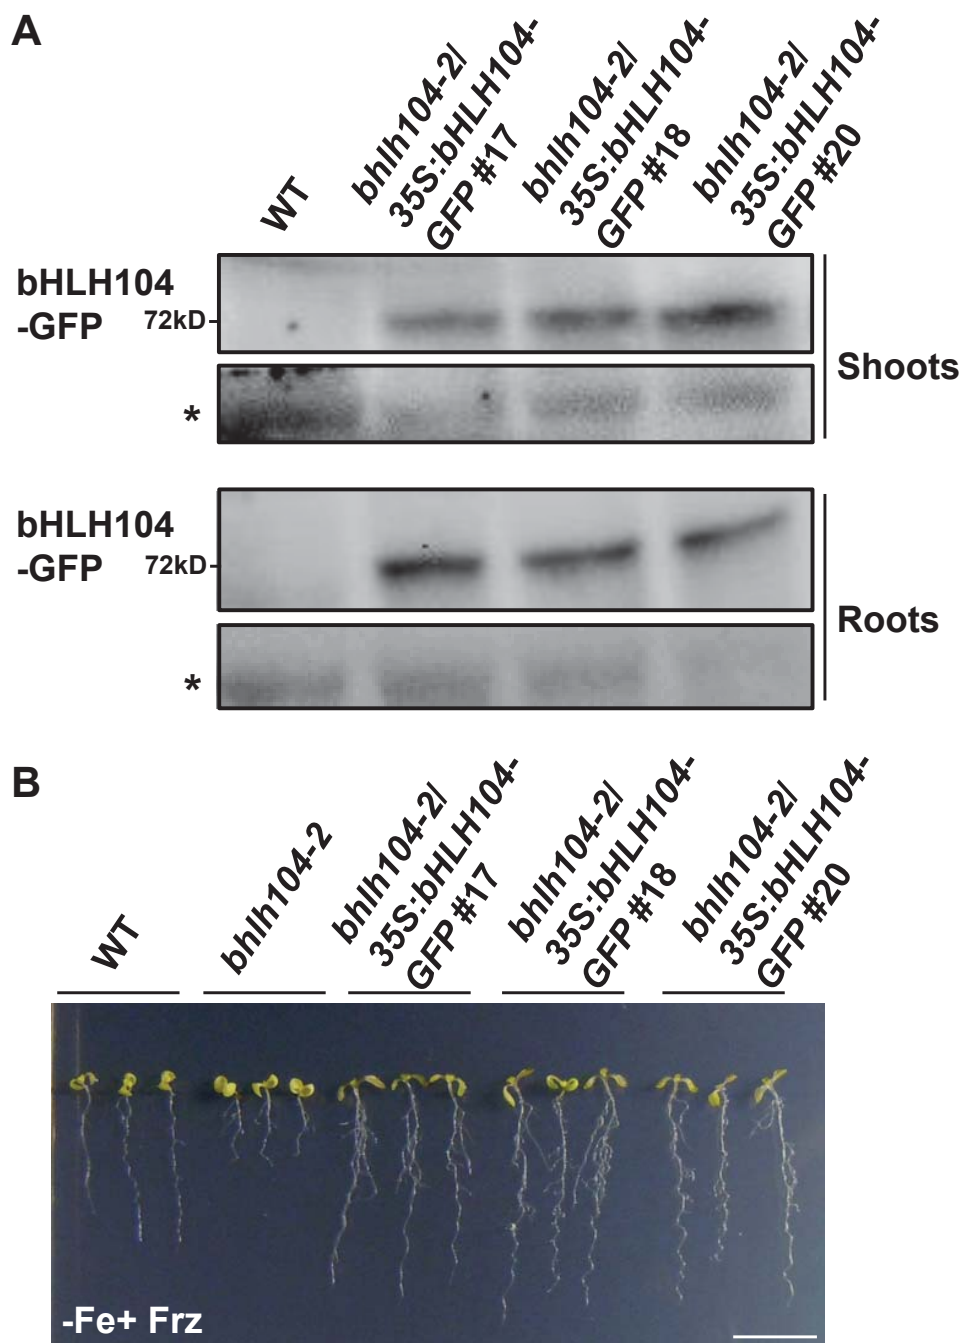 A
WT
bhlh104-2/
35S:bHLH104-
GFP #17
bhlh104-2/
35S:bHLH104-
GFP #18
bhlh104-2/
35S:bHLH104-
GFP #20
bHLH104
-GFP
72kD
Shoots
*
bHLH104
-GFP
72kD
Roots
*
B
WT
bhlh104-2
bhlh104-2/
35S:bHLH104-
GFP #17
bhlh104-2/
35S:bHLH104-
GFP #18
bhlh104-2/
35S:bHLH104-
GFP #20
-Fe+ Frz